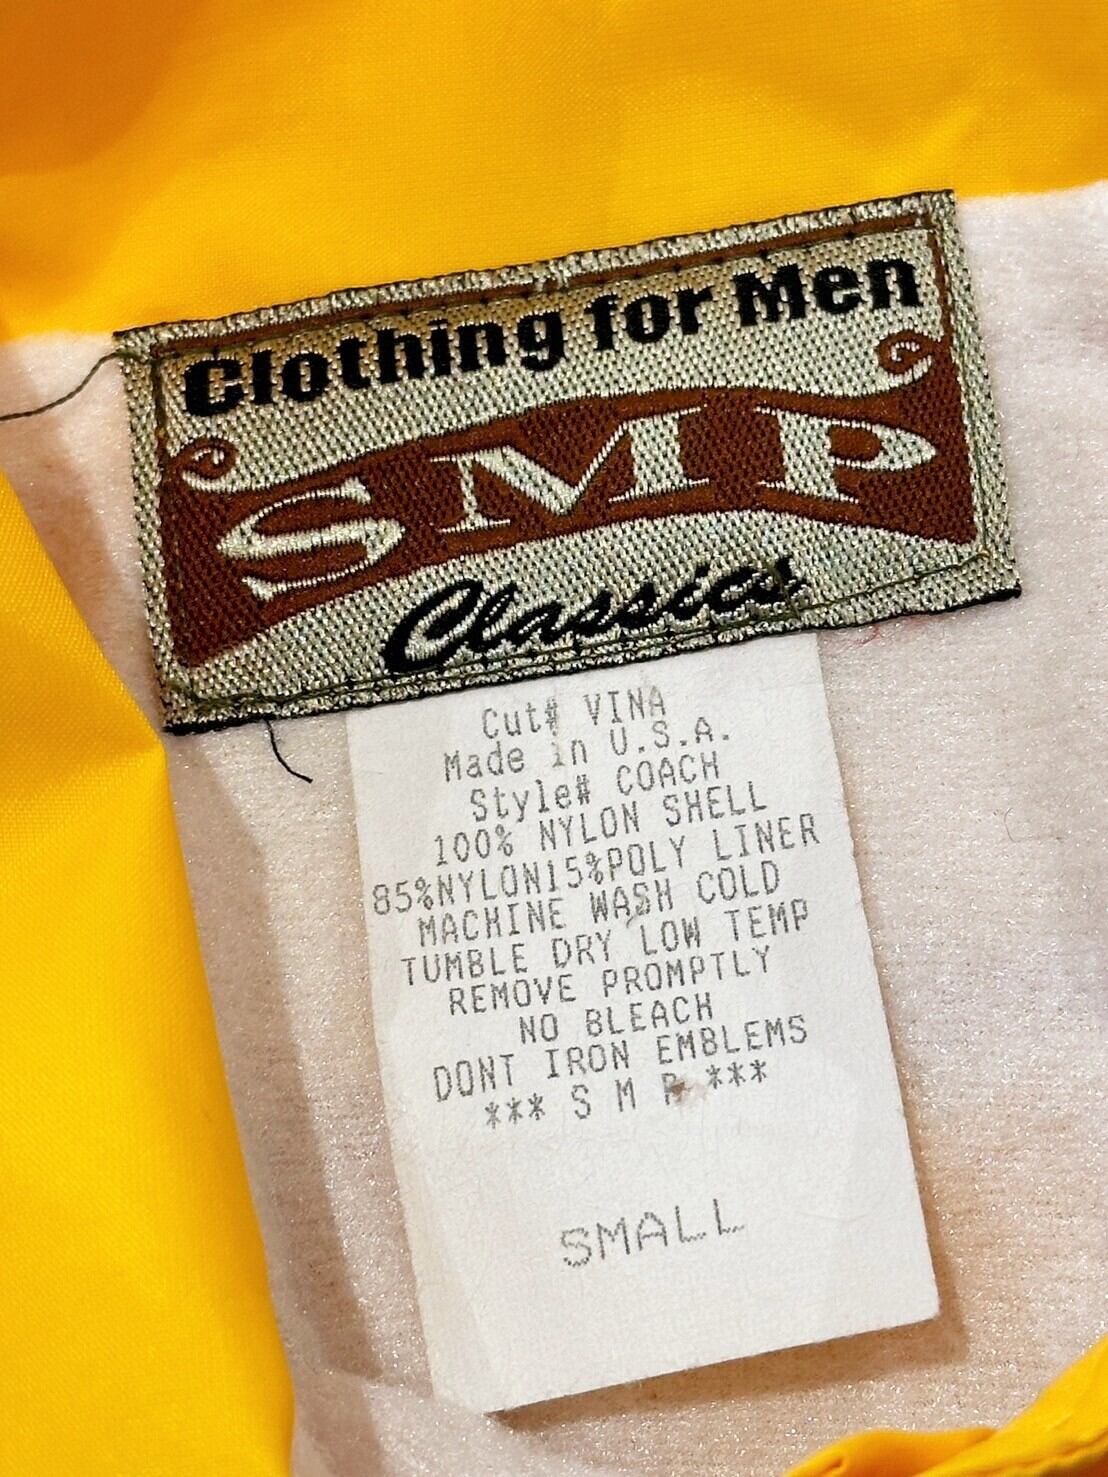 Clothing for Men
SMP
Classics
Cut# VINA
Made in U.S.A.
Style# COACH
100% NYLON SHELL
85%NYLON15%POLY LINER
MACHINE WASH COLD
TUMBLE DRY LOW TEMP
REMOVE PROMPTLY
NO BLEACH
DONT IRON EMBLEMS
*** S M P ***
SMALL